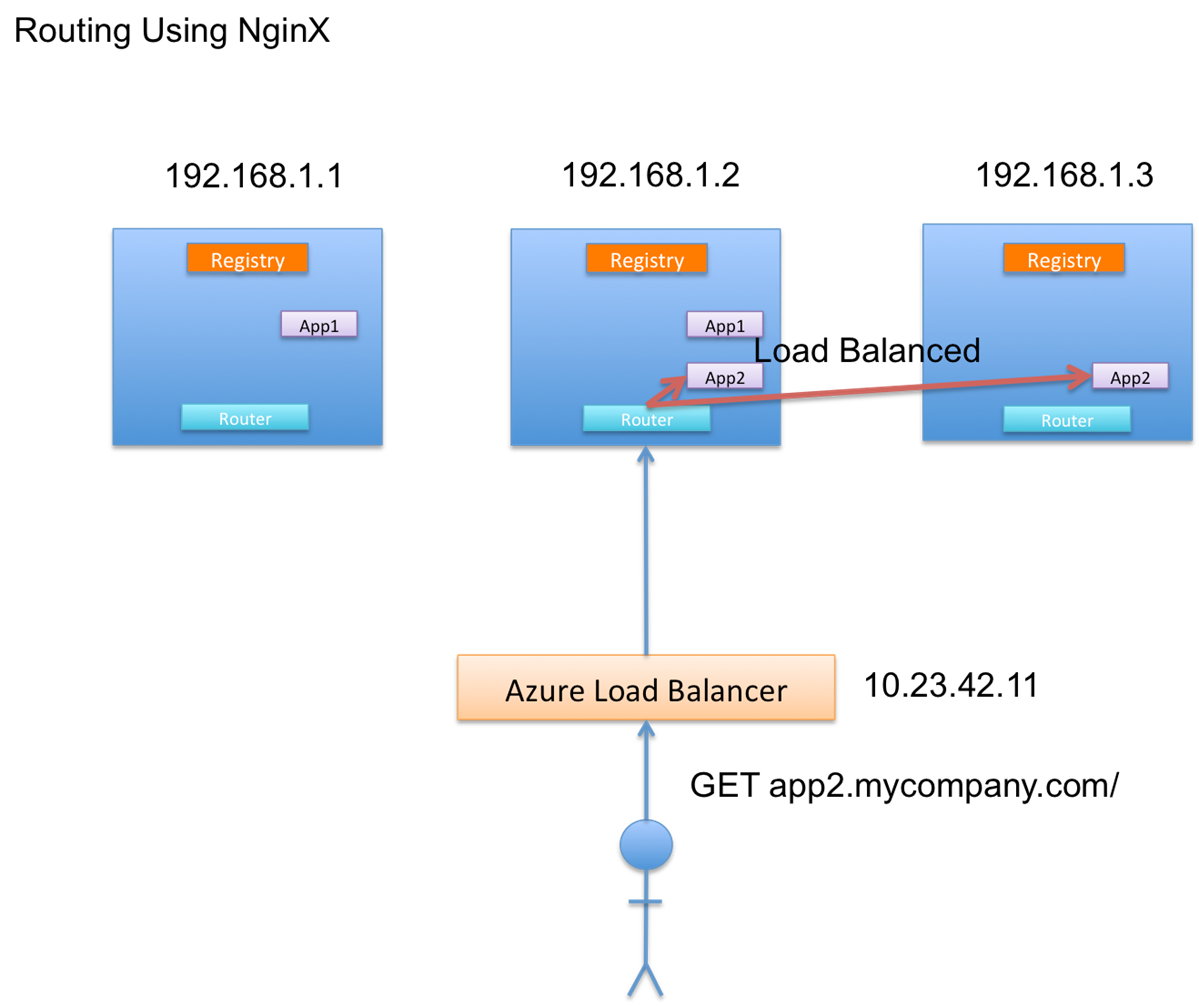 Routing Using NginX
192.168.1.1
192.168.1.2
192.168.1.3
Registry
Registry
Registry
App1
App1
Load Balanced
App2
App2
Router
Router
Router
Azure Load Balancer
10.23.42.11
GET app2.mycompany.com/